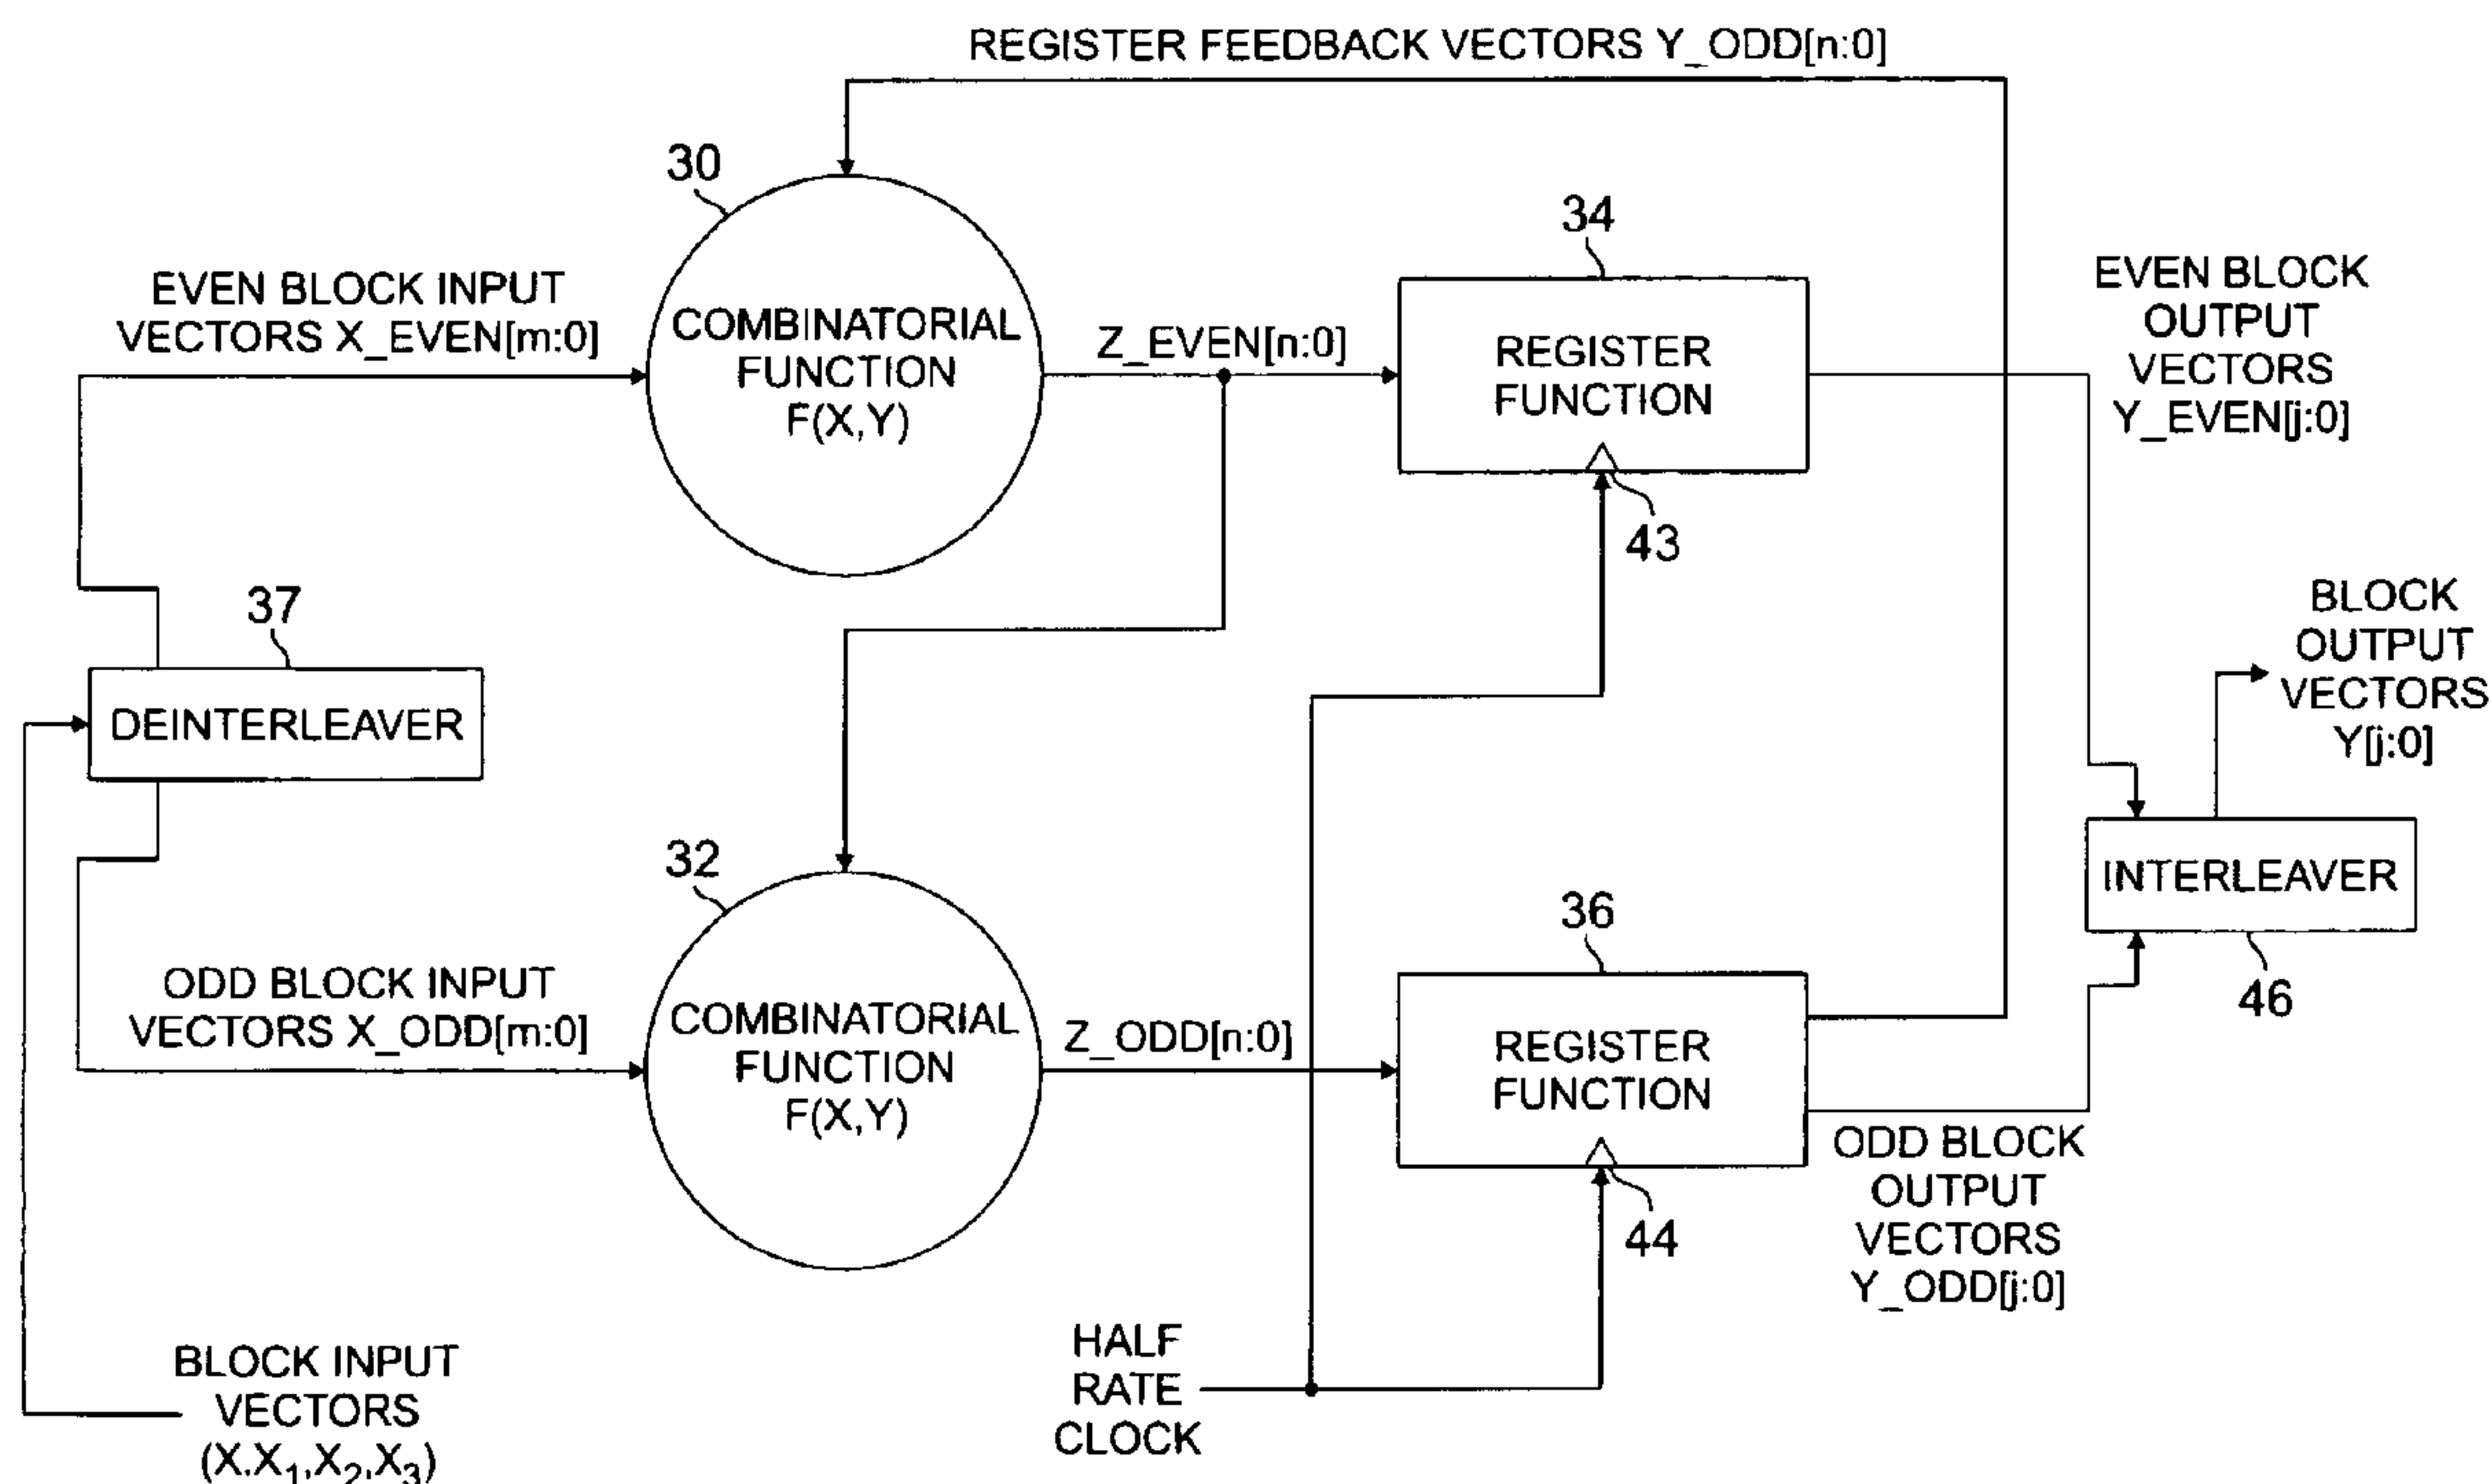 REGISTER FEEDBACK VECTORS Y_ODD[n:0]
30
34
EVEN BLOCK INPUT
VECTORS X_EVEN[m:0]
COMBINATORIAL
FUNCTION
F(X,Y)
Z_EVEN[n:0]
REGISTER
FUNCTION
EVEN BLOCK
OUTPUT
VECTORS
Y_EVEN[j:0]
43
37
DEINTERLEAVER
BLOCK
OUTPUT
VECTORS
Y[j:0]
32
36
INTERLEAVER
46
ODD BLOCK INPUT
VECTORS X_ODD[m:0]
COMBINATORIAL
FUNCTION
F(X,Y)
Z_ODD[n:0]
REGISTER
FUNCTION
44
ODD BLOCK
OUTPUT
VECTORS
Y_ODD[j:0]
BLOCK INPUT
VECTORS
(X.X1,X2,X3)
HALF
RATE
CLOCK